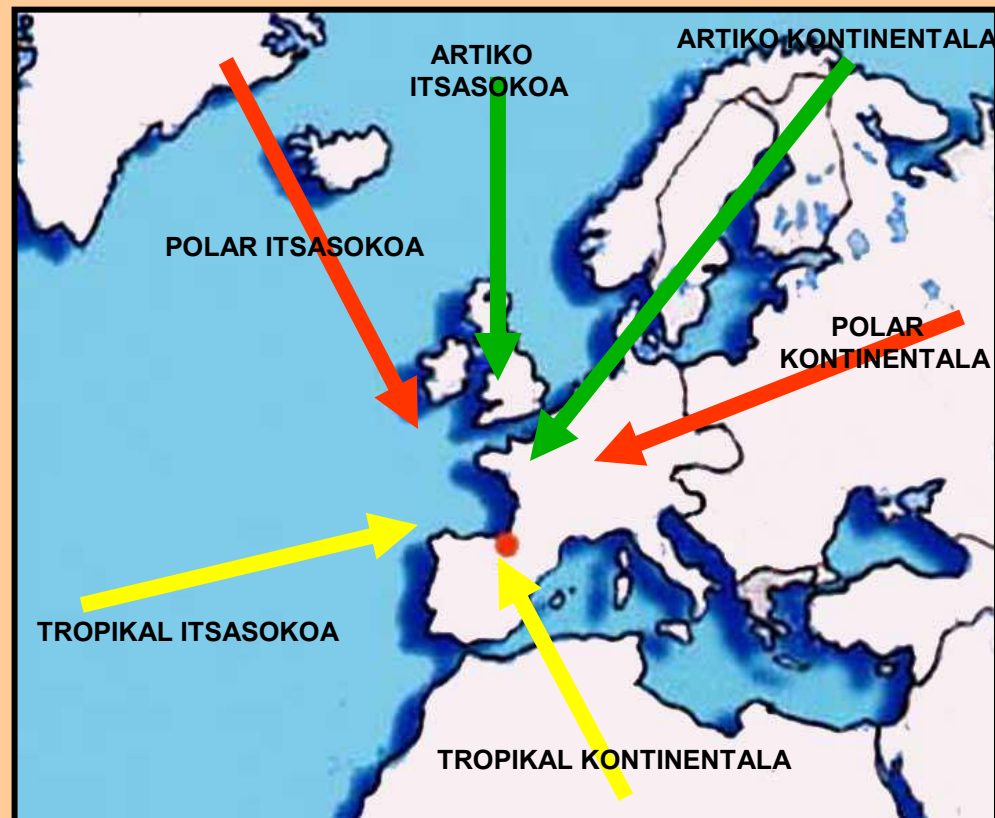 ARTIKO
ITSASOKOA
ARTIKO KONTINENTALA
POLAR ITSASOKOA
POLAR
KONTINENTALA
TROPIKAL ITSASOKOA
TROPIKAL KONTINENTALA